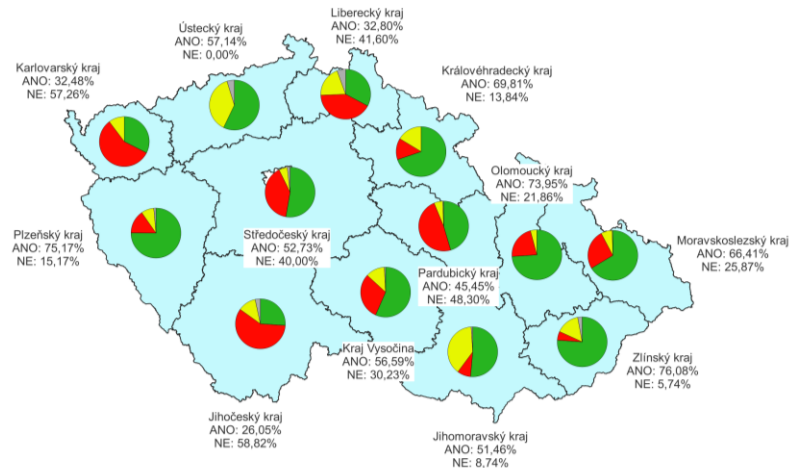 Liberecký kraj
ANO: 32,80%
NE: 41,60%
Ústecký kraj
ANO: 57,14%
NE: 0,00%
Karlovarský kraj
ANO: 32,48%
NE: 57,26%
Královéhradecký kraj
ANO: 69,81%
NE: 13,84%
Olomoucký kraj
ANO: 73,95%
NE: 21,86%
Plzeňský kraj
ANO: 75,17%
NE: 15,17%
Středočeský kraj
ANO: 52,73%
NE: 40,00%
Moravskoslezský kraj
ANO: 66,41%
NE: 25,87%
Pardubický kraj
ANO: 45,45%
NE: 48,30%
Kraj Vysočina
ANO: 56,59%
NE: 30,23%
Zlínský kraj
ANO: 76,08%
NE: 5,74%
Jihočeský kraj
ANO: 26,05%
NE: 58,82%
Jihomoravský kraj
ANO: 51,46%
NE: 8,74%